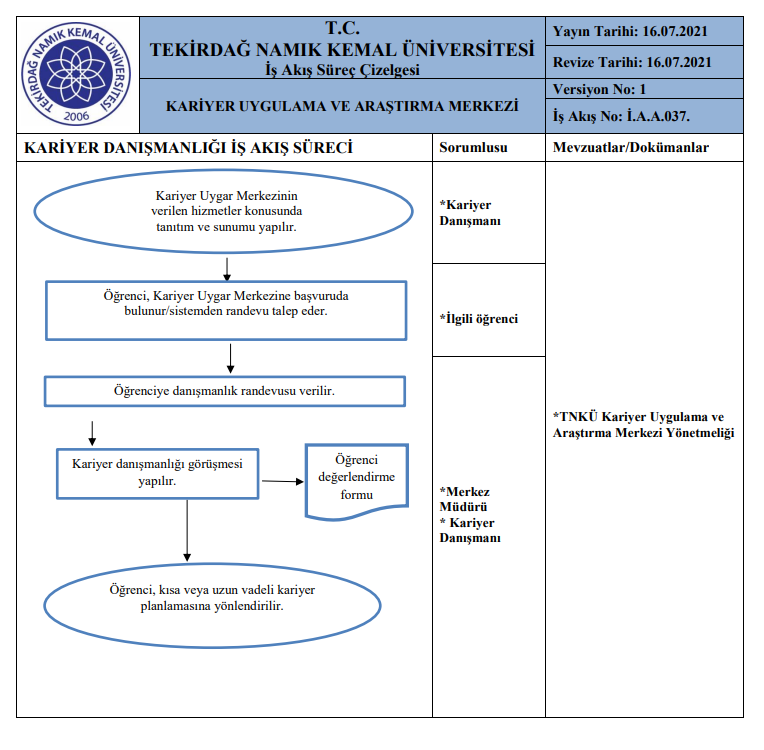 TEKİRDAĞ NAMIK KEMAL ÜNİVERSİTESİ
2006
T.C.
TEKİRDAĞ NAMIK KEMAL ÜNİVERSİTESİ
İş Akış Süreç Çizelgesi
KARİYER UYGULAMA VE ARAŞTIRMA MERKEZİ
Yayın Tarihi: 16.07.2021
Revize Tarihi: 16.07.2021
Versiyon No: 1
İş Akış No: İ.A.A.037.
KARİYER DANIŞMANLIĞI İŞ AKIŞ SÜRECİ
Sorumlusu
Mevzuatlar/Dokümanlar
Kariyer Uygar Merkezinin
verilen hizmetler konusunda
tanıtım ve sunumu yapılır.
*Kariyer
Danışmanı
Öğrenci, Kariyer Uygar Merkezine başvuruda
bulunur/sistemden randevu talep eder.
*İlgili öğrenci
Öğrenciye danışmanlık randevusu verilir.
*TNKÜ Kariyer Uygulama ve
Araştırma Merkezi Yönetmeliği
Kariyer danışmanlığı görüşmesi
yapılır.
Öğrenci
değerlendirme
formu
*Merkez
Müdürü
* Kariyer
Danışmanı
Öğrenci, kısa veya uzun vadeli kariyer
planlamasına yönlendirilir.